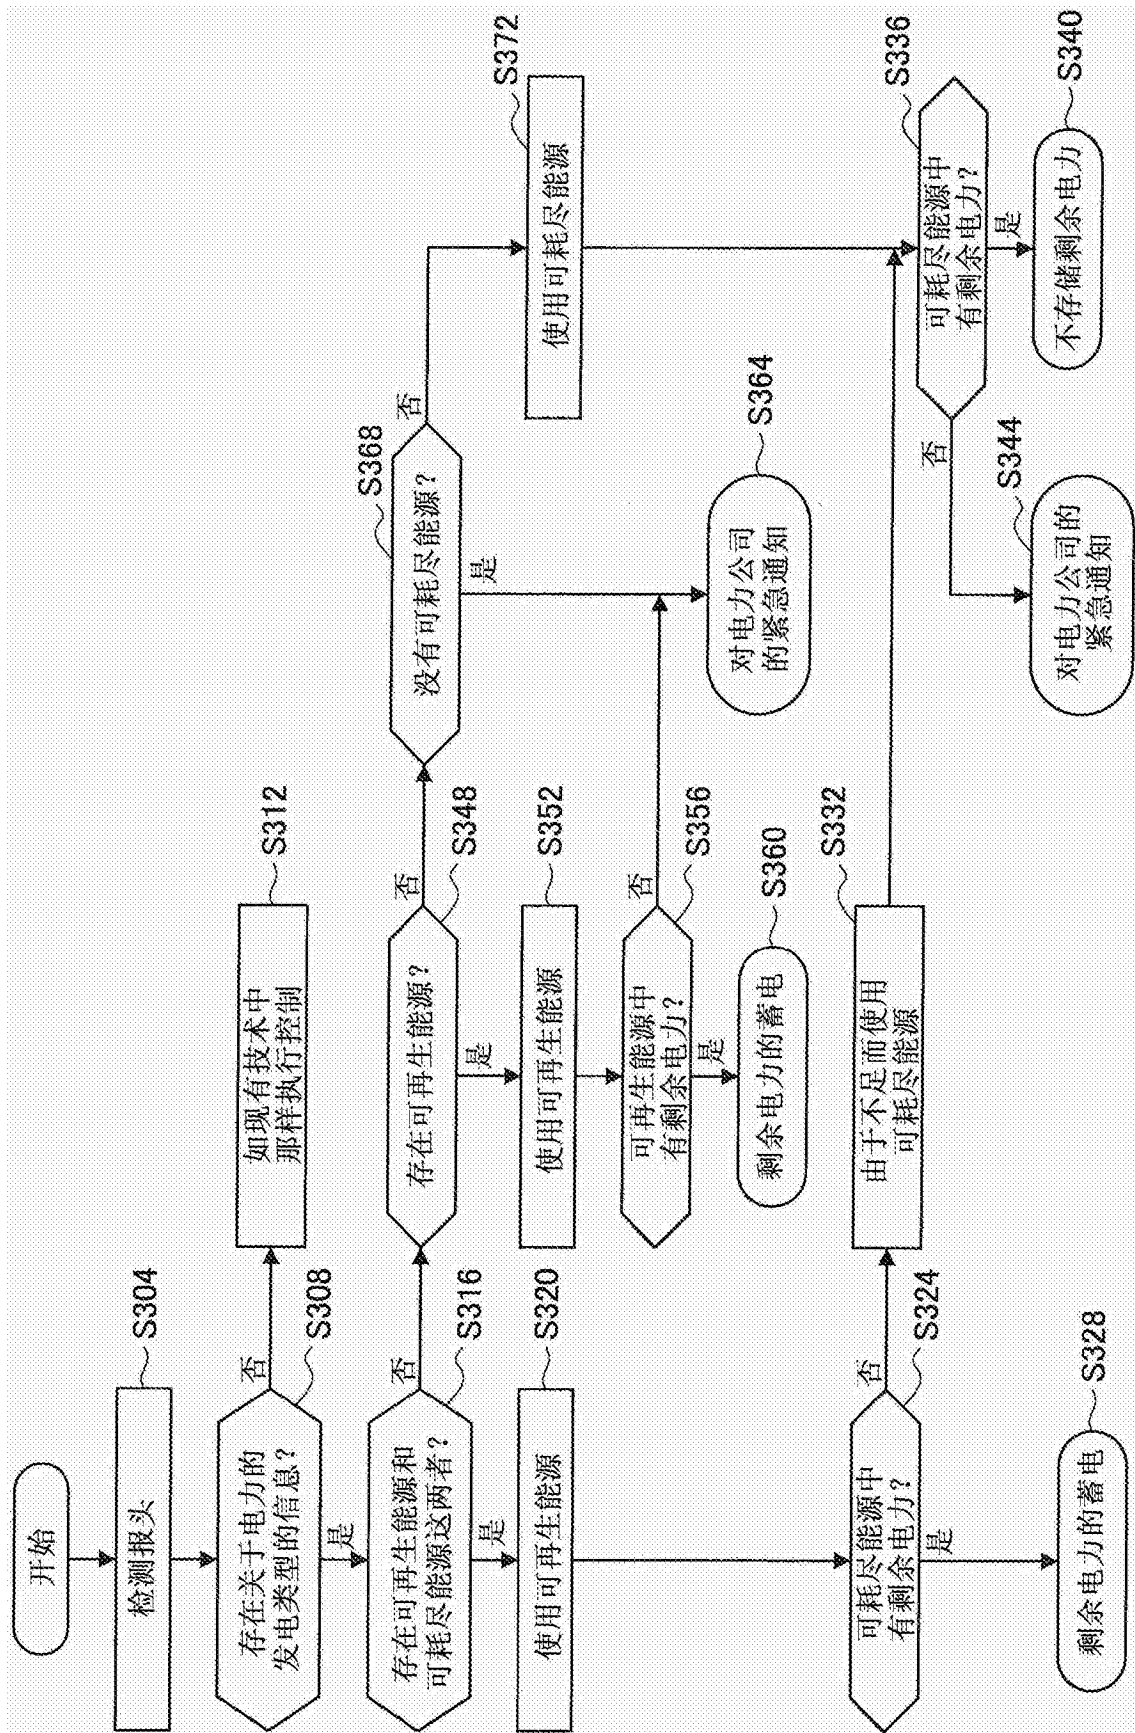 开始
检测报头
S304
存在关于电力的
发电类型的信息？
S308
否
是
如现有技术中
那样执行控制
S312
存在可再生能源和
可耗尽能源这两者？
S316
否
是
使用可再生能源
S320
可耗尽能源中
有剩余电力？
S324
否
是
剩余电力的蓄电
S328
存在可再生能源？
S348
否
是
使用可再生能源
S352
可再生能源中
有剩余电力？
S356
否
是
剩余电力的蓄电
S360
由于不足而使用
可耗尽能源
S332
没有可耗尽能源？
S368
否
是
对电力公司
的紧急通知
S364
使用可耗尽能源
S372
可耗尽能源中
有剩余电力？
S336
否
是
对电力公司的
紧急通知
S344
不存储剩余电力
S340